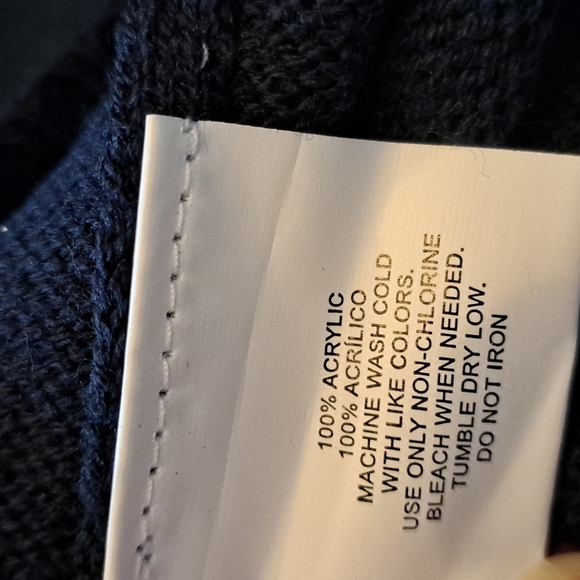 100% ACRYLIC
100% ACRÍLICO
MACHINE WASH COLD
WITH LIKE COLORS.
USE ONLY NON-CHLORINE
BLEACH WHEN NEEDED.
TUMBLE DRY LOW.
DO NOT IRON